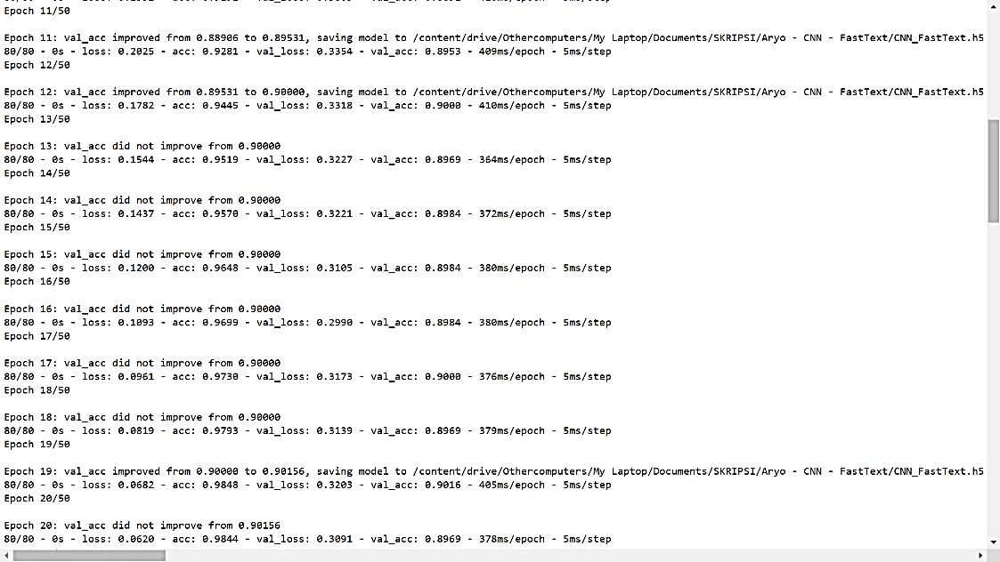 Epoch 11/50
Epoch 11: val_acc improved from 0.88906 to 0.89531, saving model to /content/drive/Othercomputers/My Laptop/Documents/SKRIPSI/Aryo - CNN - FastText/CNN_FastText.h5
80/80 - 0s - loss: 0.2025 - acc: 0.9281 - val_loss: 0.3354 - val_acc: 0.8953 - 409ms/epoch - 5ms/step
Epoch 12/50
Epoch 12: val_acc improved from 0.89531 to 0.90000, saving model to /content/drive/Othercomputers/My Laptop/Documents/SKRIPSI/Aryo - CNN - FastText/CNN_FastText.h5
80/80 - 0s - loss: 0.1782 - acc: 0.9445 - val_loss: 0.3318 - val_acc: 0.9000 - 410ms/epoch - 5ms/step
Epoch 13/50
Epoch 13: val_acc did not improve from 0.90000
80/80 - 0s - loss: 0.1544 - acc: 0.9519 - val_loss: 0.3227 - val_acc: 0.8969 - 364ms/epoch - 5ms/step
Epoch 14/50
Epoch 14: val_acc did not improve from 0.90000
80/80 - 0s - loss: 0.1437 - acc: 0.9570 - val_loss: 0.3221 - val_acc: 0.8984 - 372ms/epoch - 5ms/step
Epoch 15/50
Epoch 15: val_acc did not improve from 0.90000
80/80 - 0s - loss: 0.1200 - acc: 0.9648 - val_loss: 0.3105 - val_acc: 0.8984 - 380ms/epoch - 5ms/step
Epoch 16/50
Epoch 16: val_acc did not improve from 0.90000
80/80 - 0s - loss: 0.1093 - acc: 0.9699 - val_loss: 0.2990 - val_acc: 0.8984 - 380ms/epoch - 5ms/step
Epoch 17/50
Epoch 17: val_acc did not improve from 0.90000
80/80 - 0s - loss: 0.0961 - acc: 0.9730 - val_loss: 0.3173 - val_acc: 0.9000 - 376ms/epoch - 5ms/step
Epoch 18/50
Epoch 18: val_acc did not improve from 0.90000
80/80 - 0s - loss: 0.0819 - acc: 0.9793 - val_loss: 0.3139 - val_acc: 0.8969 - 379ms/epoch - 5ms/step
Epoch 19/50
Epoch 19: val_acc improved from 0.90000 to 0.90156, saving model to /content/drive/Othercomputers/My Laptop/Documents/SKRIPSI/Aryo - CNN - FastText/CNN_FastText.h5
80/80 - 0s - loss: 0.0682 - acc: 0.9848 - val_loss: 0.3203 - val_acc: 0.9016 - 405ms/epoch - 5ms/step
Epoch 20/50
Epoch 20: val_acc did not improve from 0.90156
80/80 - 0s - loss: 0.0620 - acc: 0.9844 - val_loss: 0.3091 - val_acc: 0.8969 - 378ms/epoch - 5ms/step